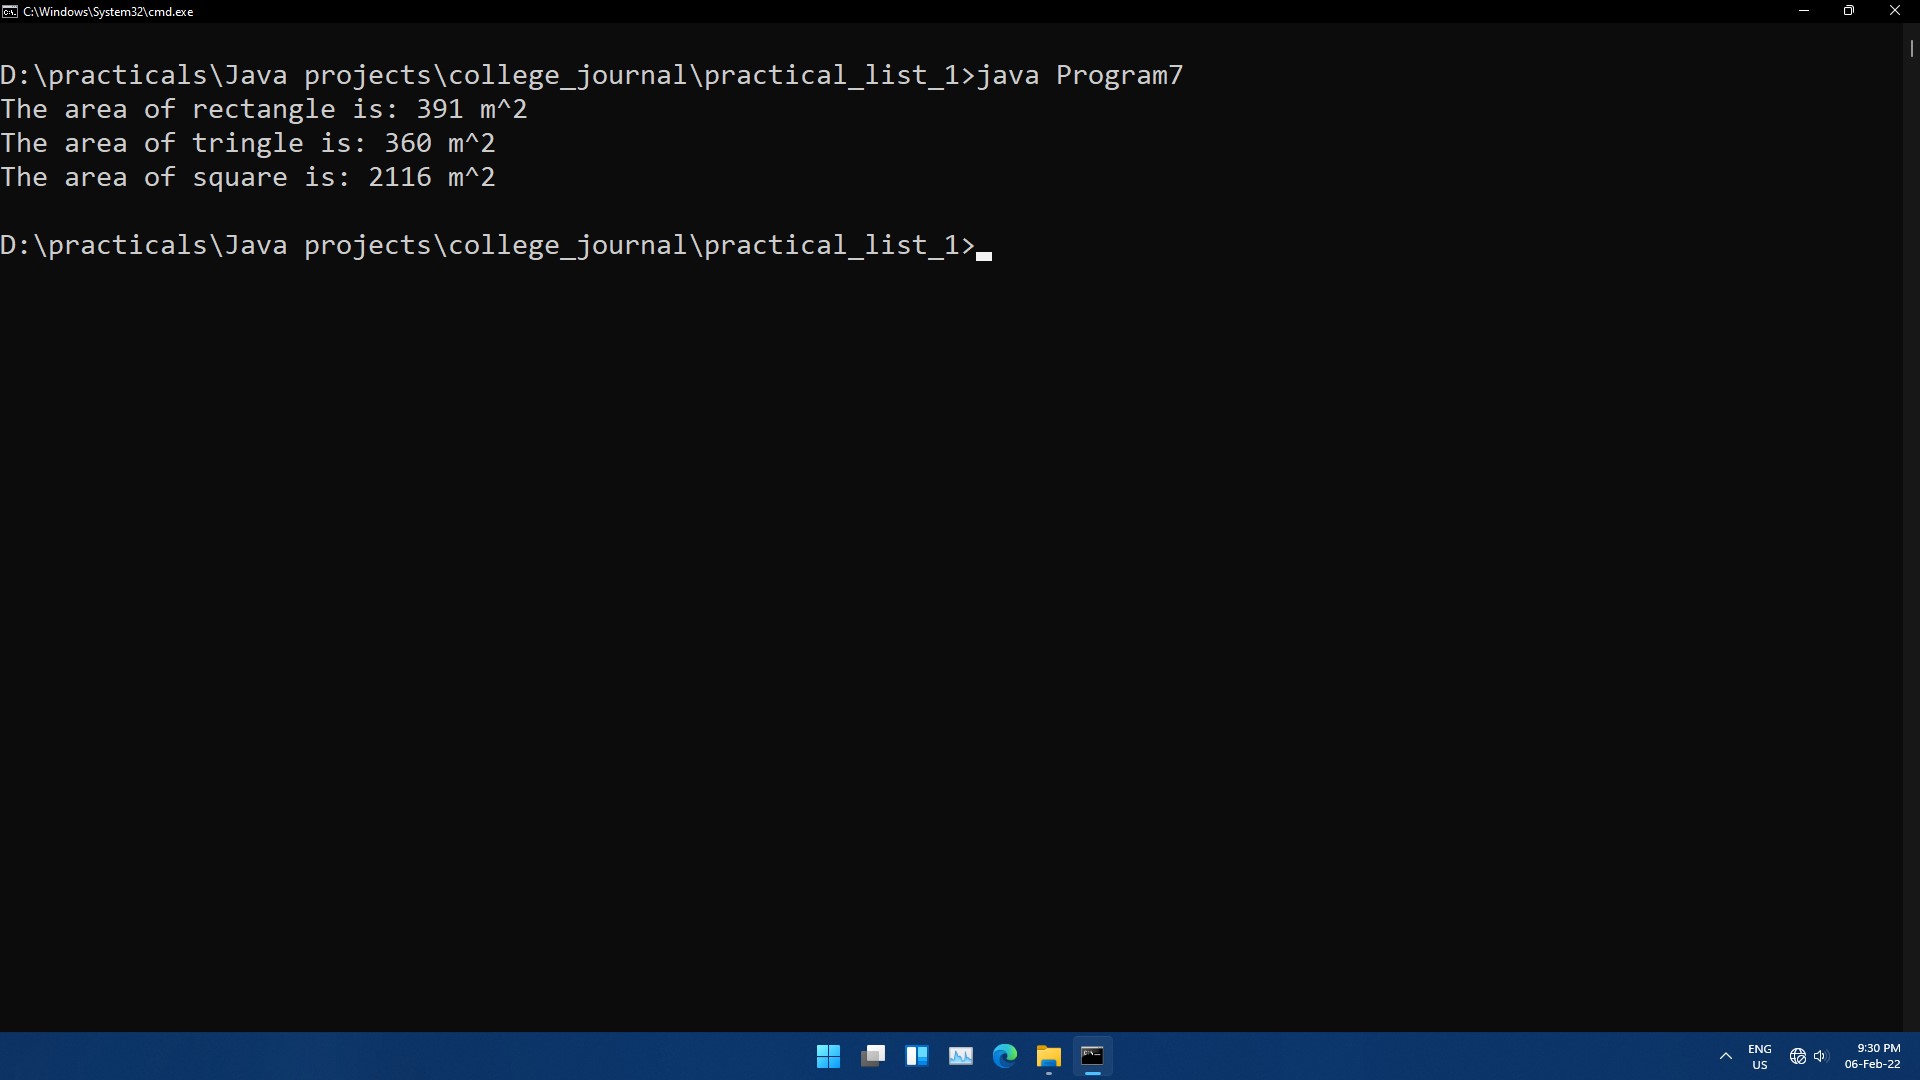 C:\Windows\System32\cmd.exe
D:\practicals\Java projects\college_journal\practical_list_1>java Program7
The area of rectangle is: 391 m^2
The area of tringle is: 360 m^2
The area of square is: 2116 m^2
D:\practicals\Java projects\college_journal\practical_list_1>
ENG
US
9:30 PM
06-Feb-22